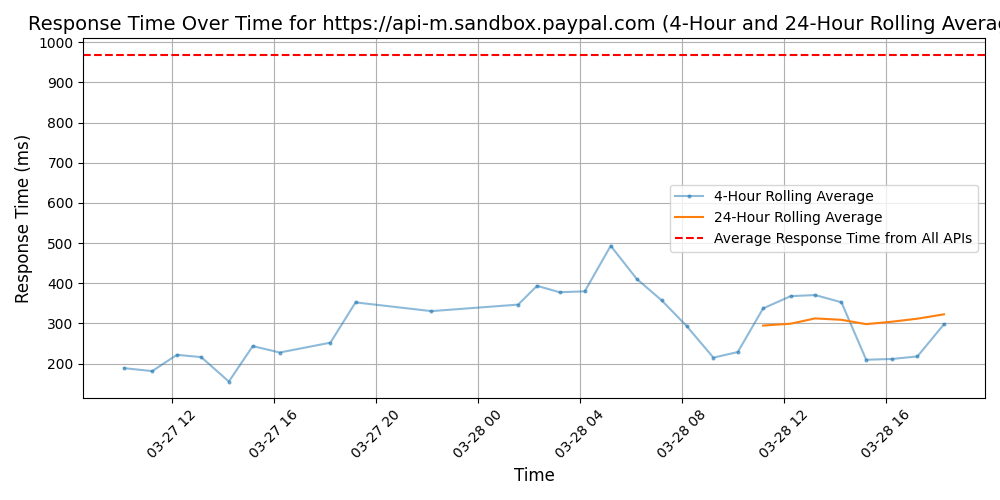 Response Time Over Time for https://api-m.sandbox.paypal.com (4-Hour and 24-Hour Rolling Avera
1000
900
800
700
600
500
400
300
200
Response Time (ms)
4-Hour Rolling Average
24-Hour Rolling Average
Average Response Time from All APIs
03-27 12
03-27 16
03-27 20
03-28 00
03-28 04
03-28 08
03-28 12
03-28 16
Time